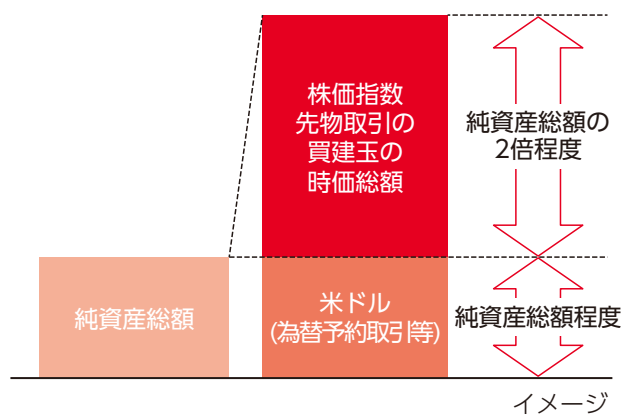 株価指数
先物取引の
買建玉の
時価総額
純資産総額の
2倍程度
純資産総額
米ドル
(為替予約取引等)
純資産総額程度
イメージ